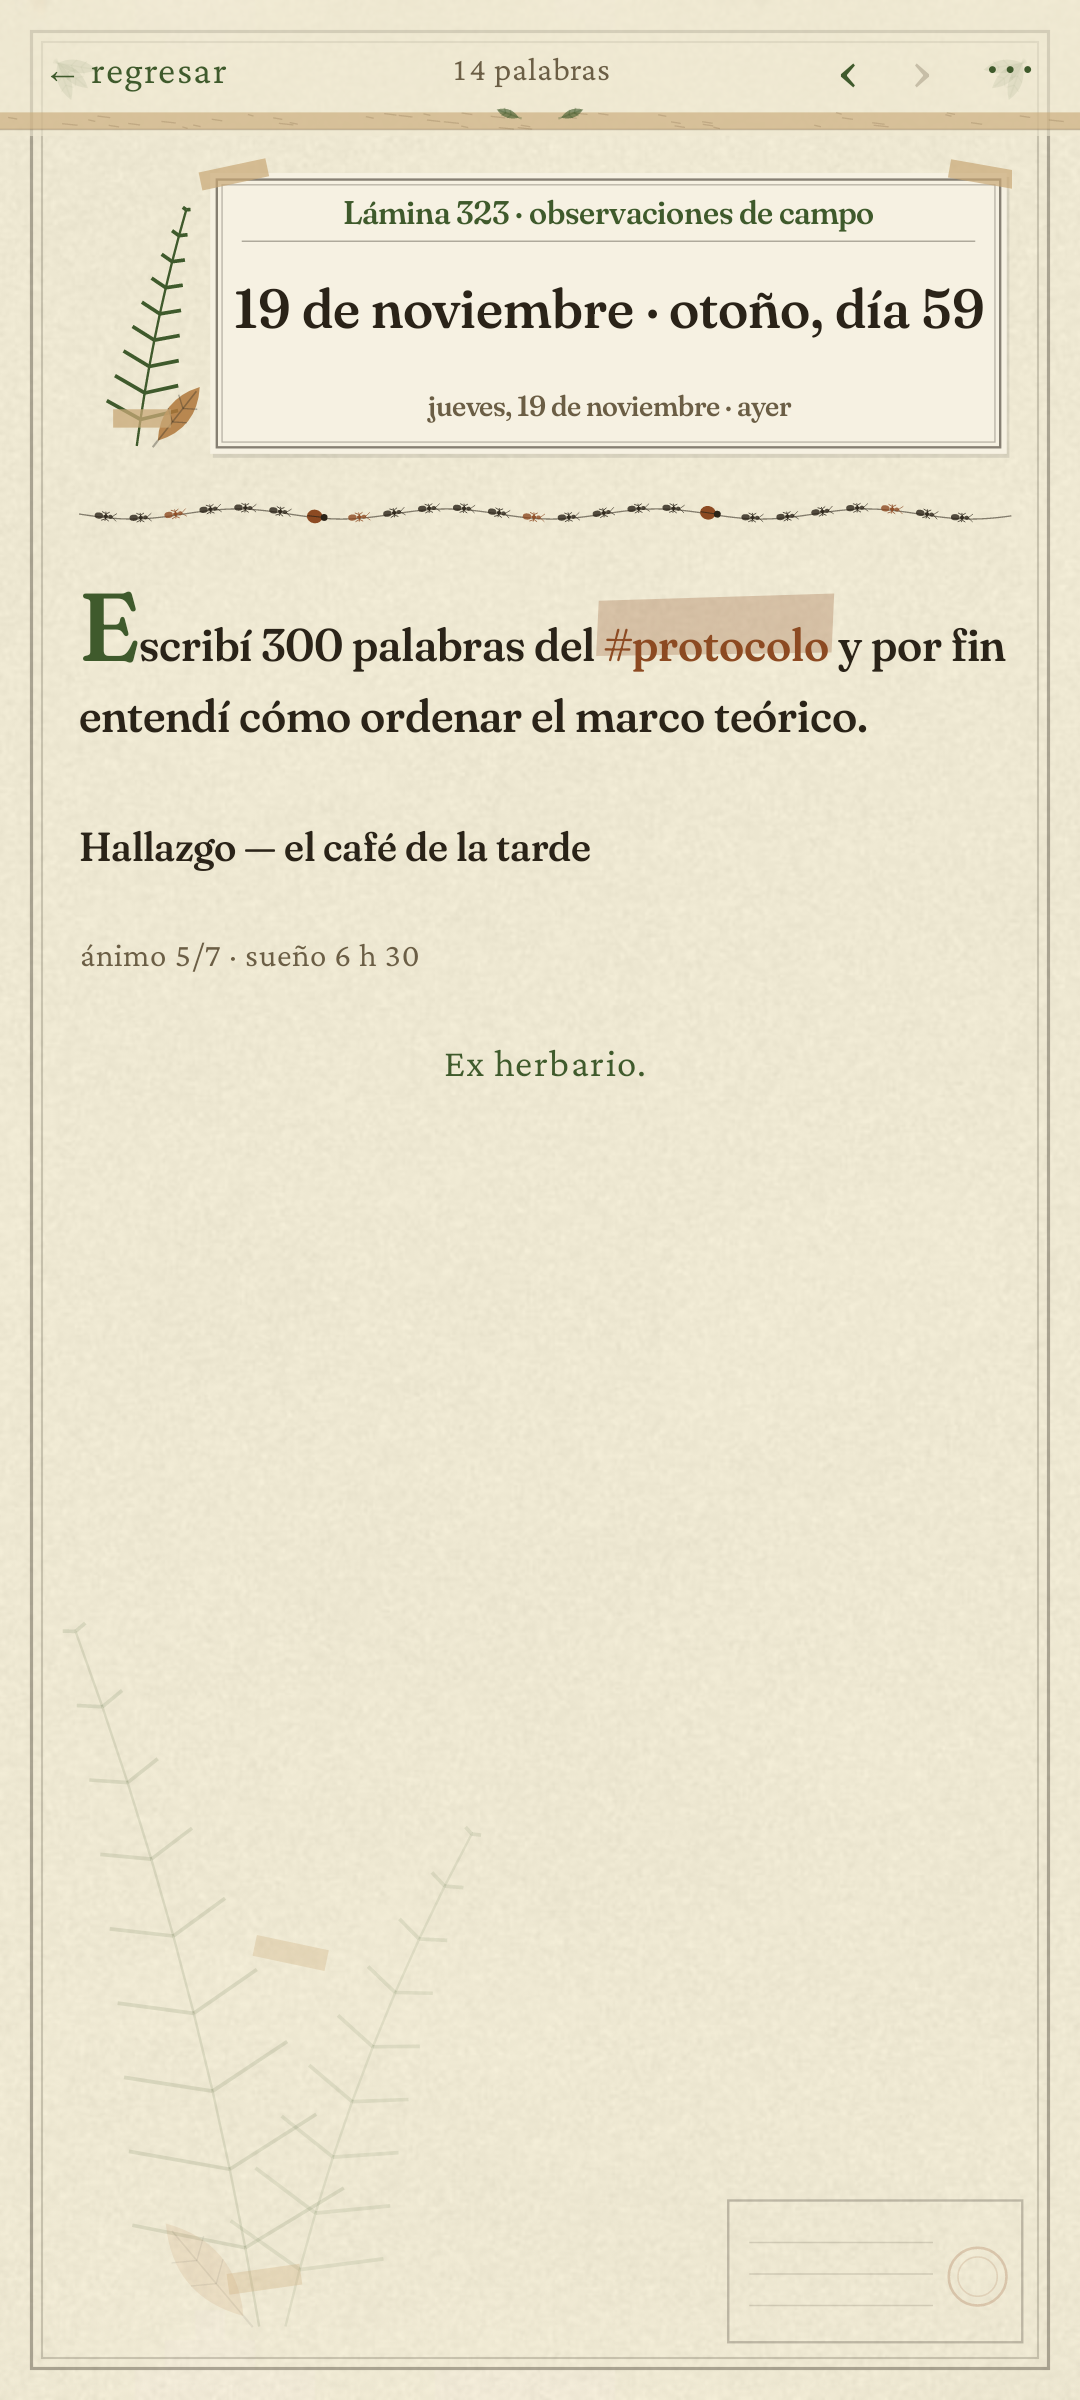 ← regresar
14 palabras
Lámina 323 · observaciones de campo
19 de noviembre · otoño, día 59
jueves, 19 de noviembre · ayer
Escribí 300 palabras del #protocolo y por fin
entendí cómo ordenar el marco teórico.
Hallazgo — el café de la tarde
ánimo 5/7 · sueño 6 h 30
Ex herbario.